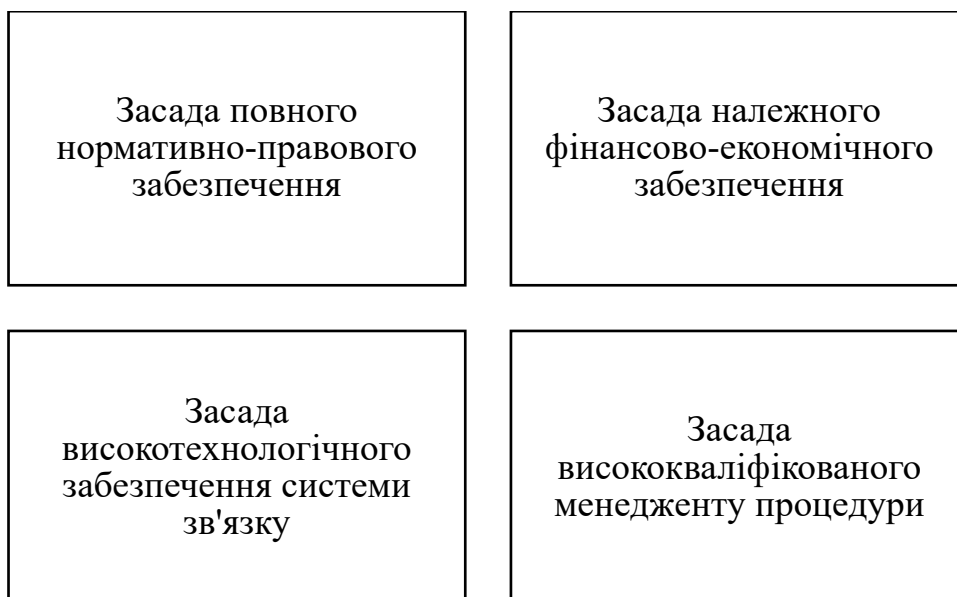 Засада повного
нормативно-правового
забезпечення
Засада належного
фінансово-економічного
забезпечення
Засада
високотехнологічного
забезпечення системи
зв'язку
Засада
висококваліфікованого
менеджменту процедури